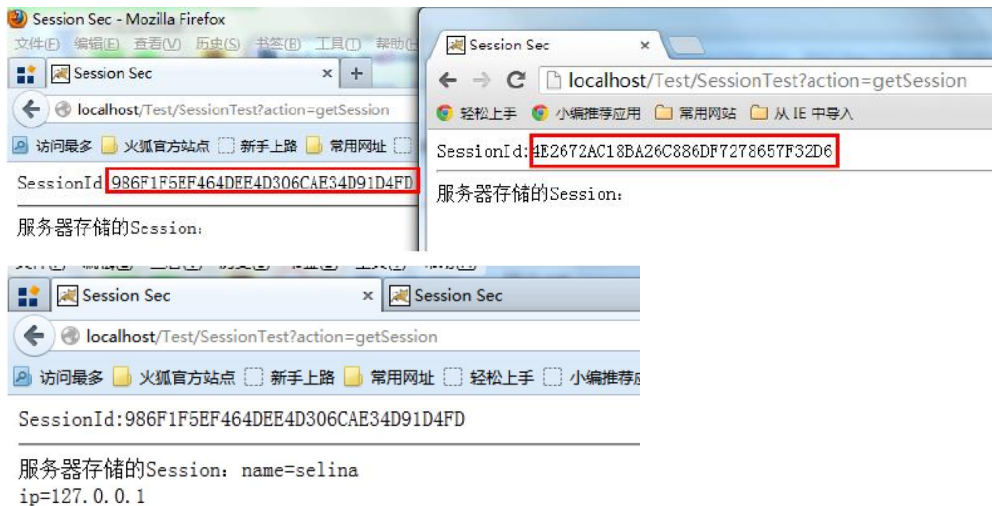 Session Sec - Mozilla Firefox
文件(F) 编辑(E) 查看(V) 历史(S) 书签(B) 工具(T) 帮助(H
Session Sec × +
localhost/Test/SessionTest?action=getSession
访问最多 火狐官方站点 新手上路 常用网址
SessionId:986F1F5EF464DEE4D306CAE34D91D4FD
服务器存储的Session:
Session Sec ×
localhost/Test/SessionTest?action=getSession
轻松上手 小编推荐应用 常用网站 从 IE 中导入
SessionId:4E2672AC18BA26C886DF7278657F32D6
服务器存储的Session:
Session Sec × Session Sec
localhost/Test/SessionTest?action=getSession
访问最多 火狐官方站点 新手上路 常用网址 轻松上手 小编推荐
SessionId:986F1F5EF464DEE4D306CAE34D91D4FD
服务器存储的Session: name=selina
ip=127.0.0.1